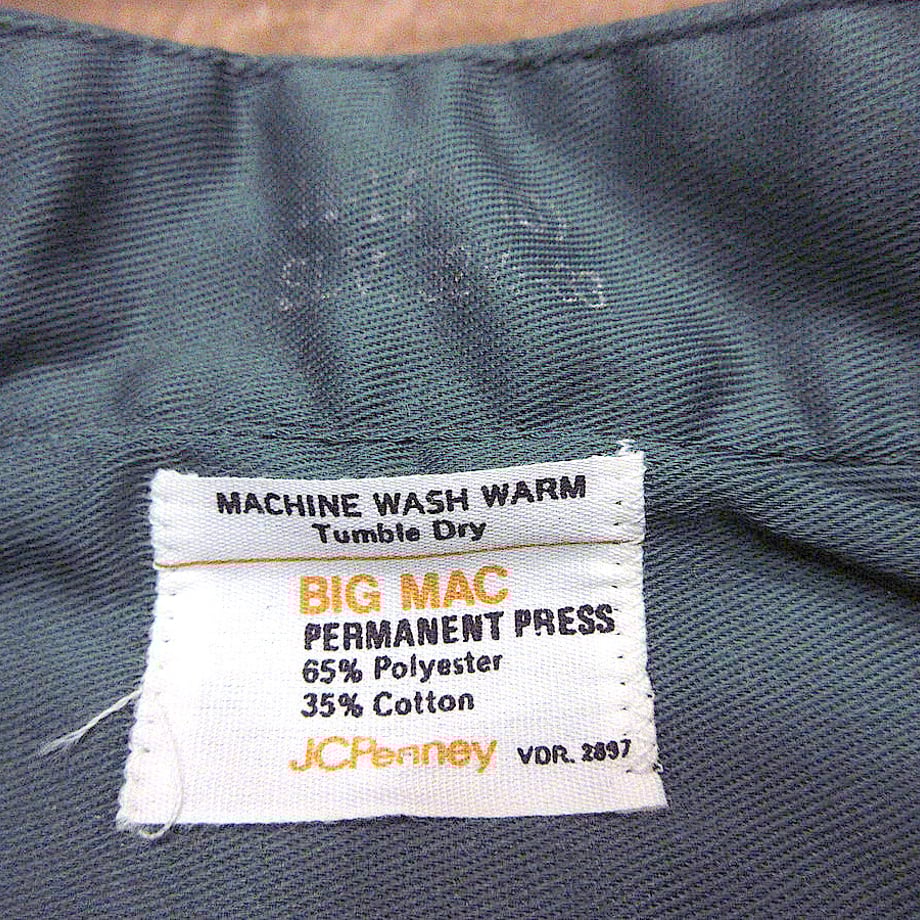 MACHINE WASH WARM
Tumble Dry
BIG MAC
PERMANENT PRESS
65% Polyester
35% Cotton
JCPenney VDR. 2897